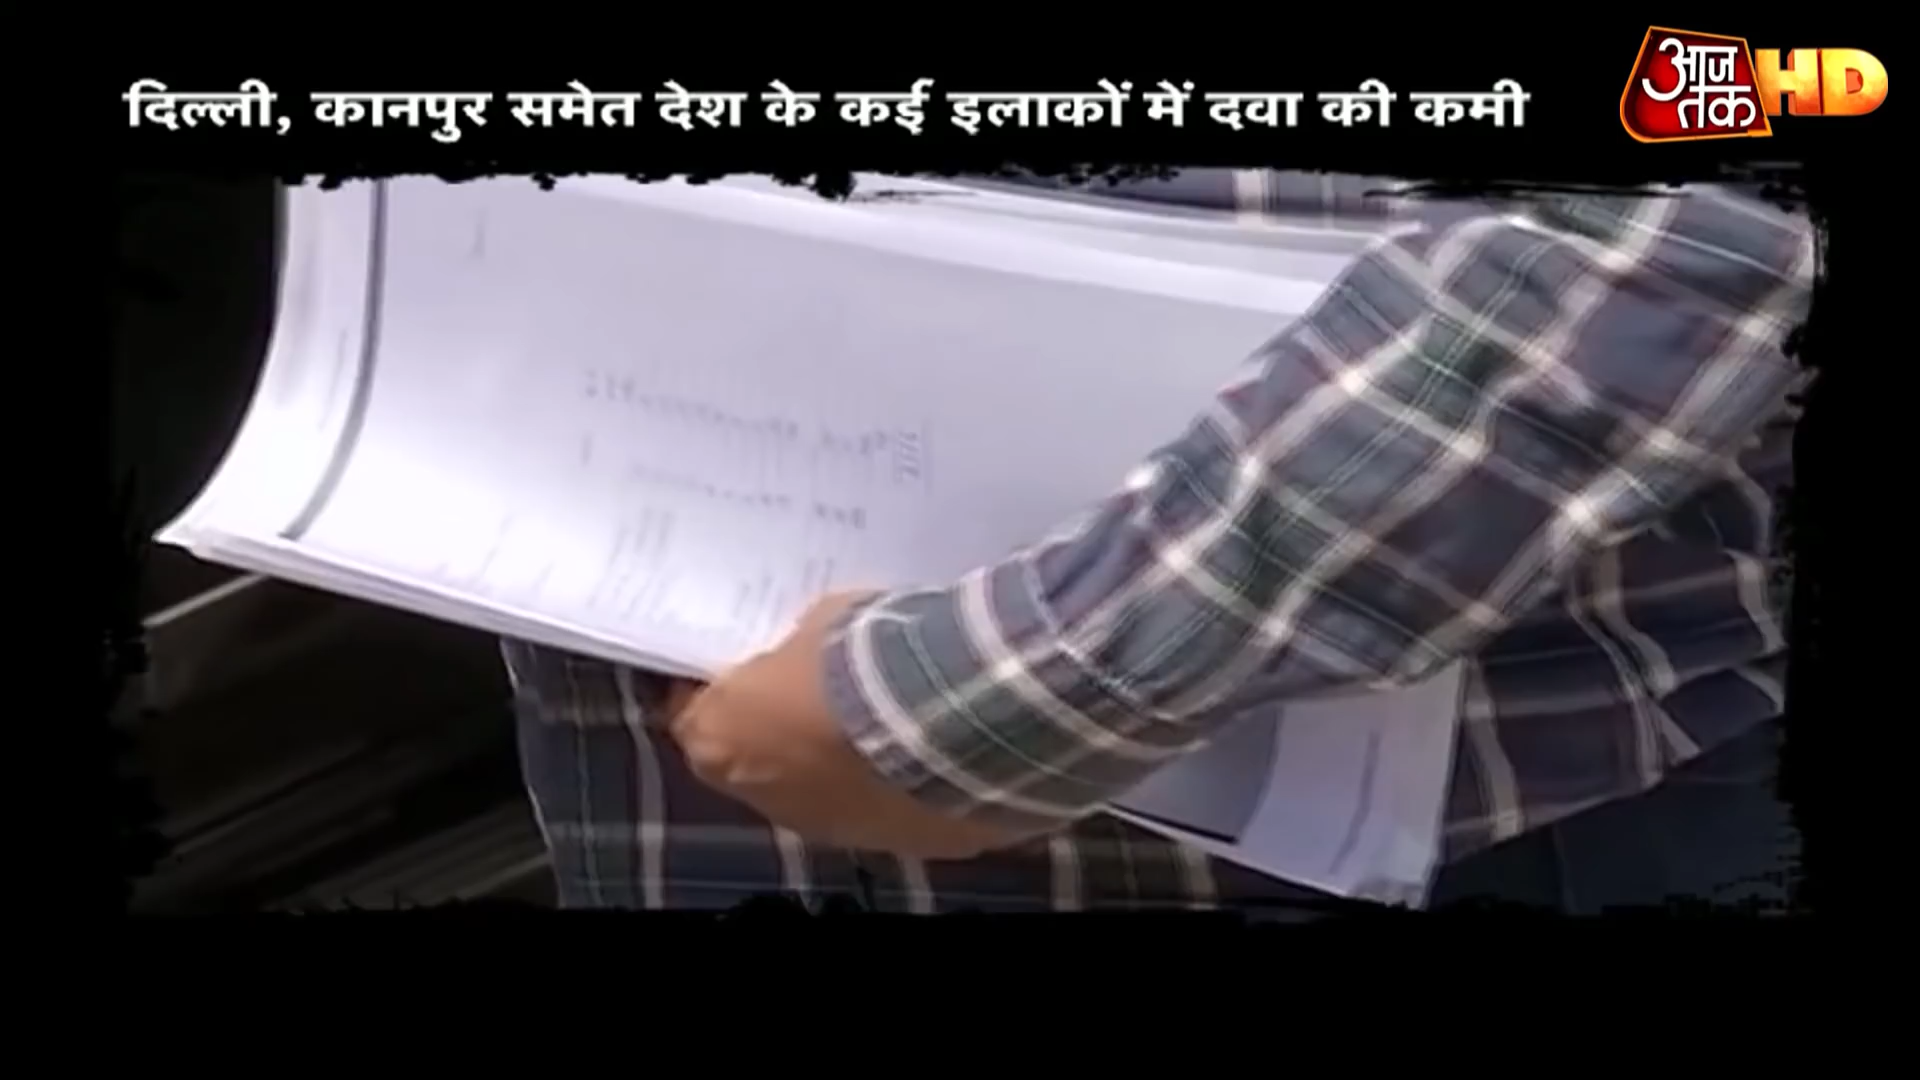 दिल्ली, कानपुर समेत देश के कई इलाकों में दवा की कमी
आज तक HD